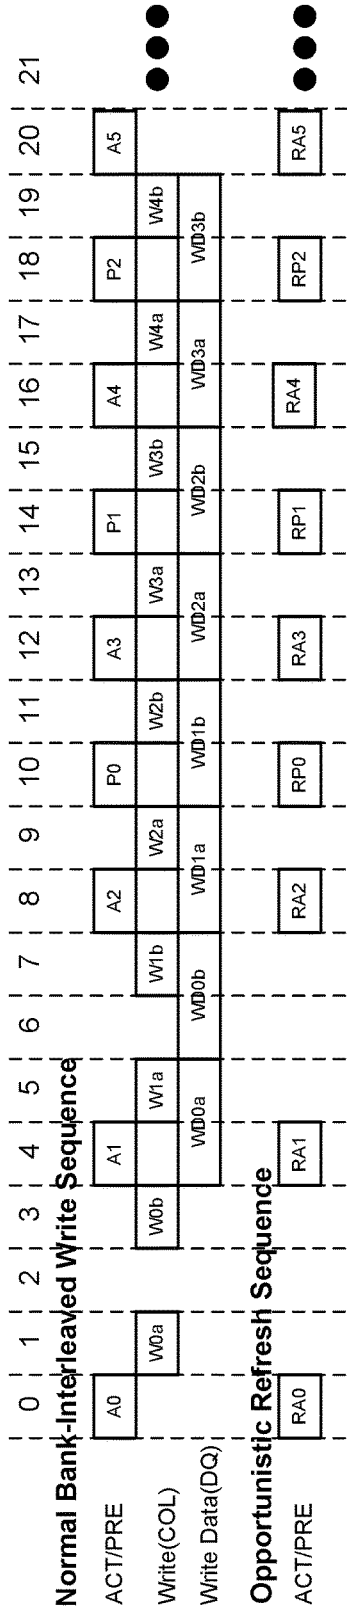 0 1 2 3 4 5 6 7 8 9 10 11 12 13 14 15 16 17 18 19 20 21
Normal Bank-Interleaved Write Sequence
ACT/PRE A0 A1 A2 P0 A3 P1 A4 P2 A5
Write(COL) W0a W0b W1a W1b W2a W2b W3a W3b W4a W4b
Write Data(DQ) WD0a WD0b WD1a WD1b WD2a WD2b WD3a WD3b
Opportunistic Refresh Sequence
ACT/PRE RA0 RA1 RA2 RP0 RA3 RP1 RA4 RP2 RA5